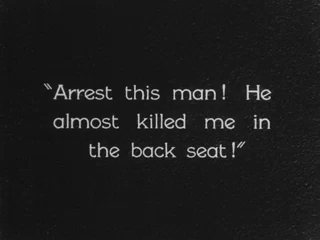 "Arrest this man! He
almost killed me in
the back seat!"